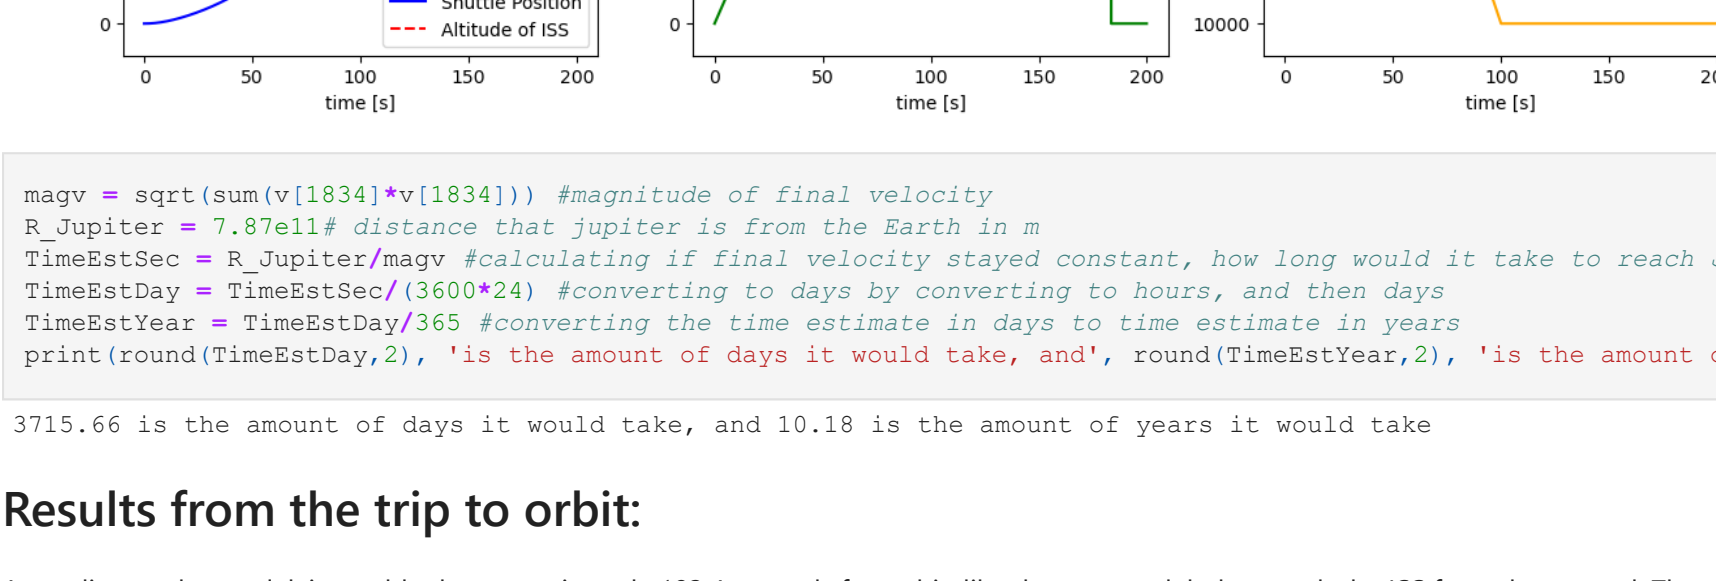 Shuttle Position
Altitude of ISS
0
0 50 100 150 200
time [s]
0
0 50 100 150 200
time [s]
10000
0 50 100 150
time [s]
magv = sqrt(sum(v[1834]*v[1834])) #magnitude of final velocity
R_Jupiter = 7.87e11# distance that jupiter is from the Earth in m
TimeEstSec = R_Jupiter/magv #calculating if final velocity stayed constant, how long would it take to reach
TimeEstDay = TimeEstSec/(3600*24) #converting to days by converting to hours, and then days
TimeEstYear = TimeEstDay/365 #converting the time estimate in days to time estimate in years
print(round(TimeEstDay,2), 'is the amount of days it would take, and', round(TimeEstYear,2), 'is the amount
3715.66 is the amount of days it would take, and 10.18 is the amount of years it would take
Results from the trip to orbit: